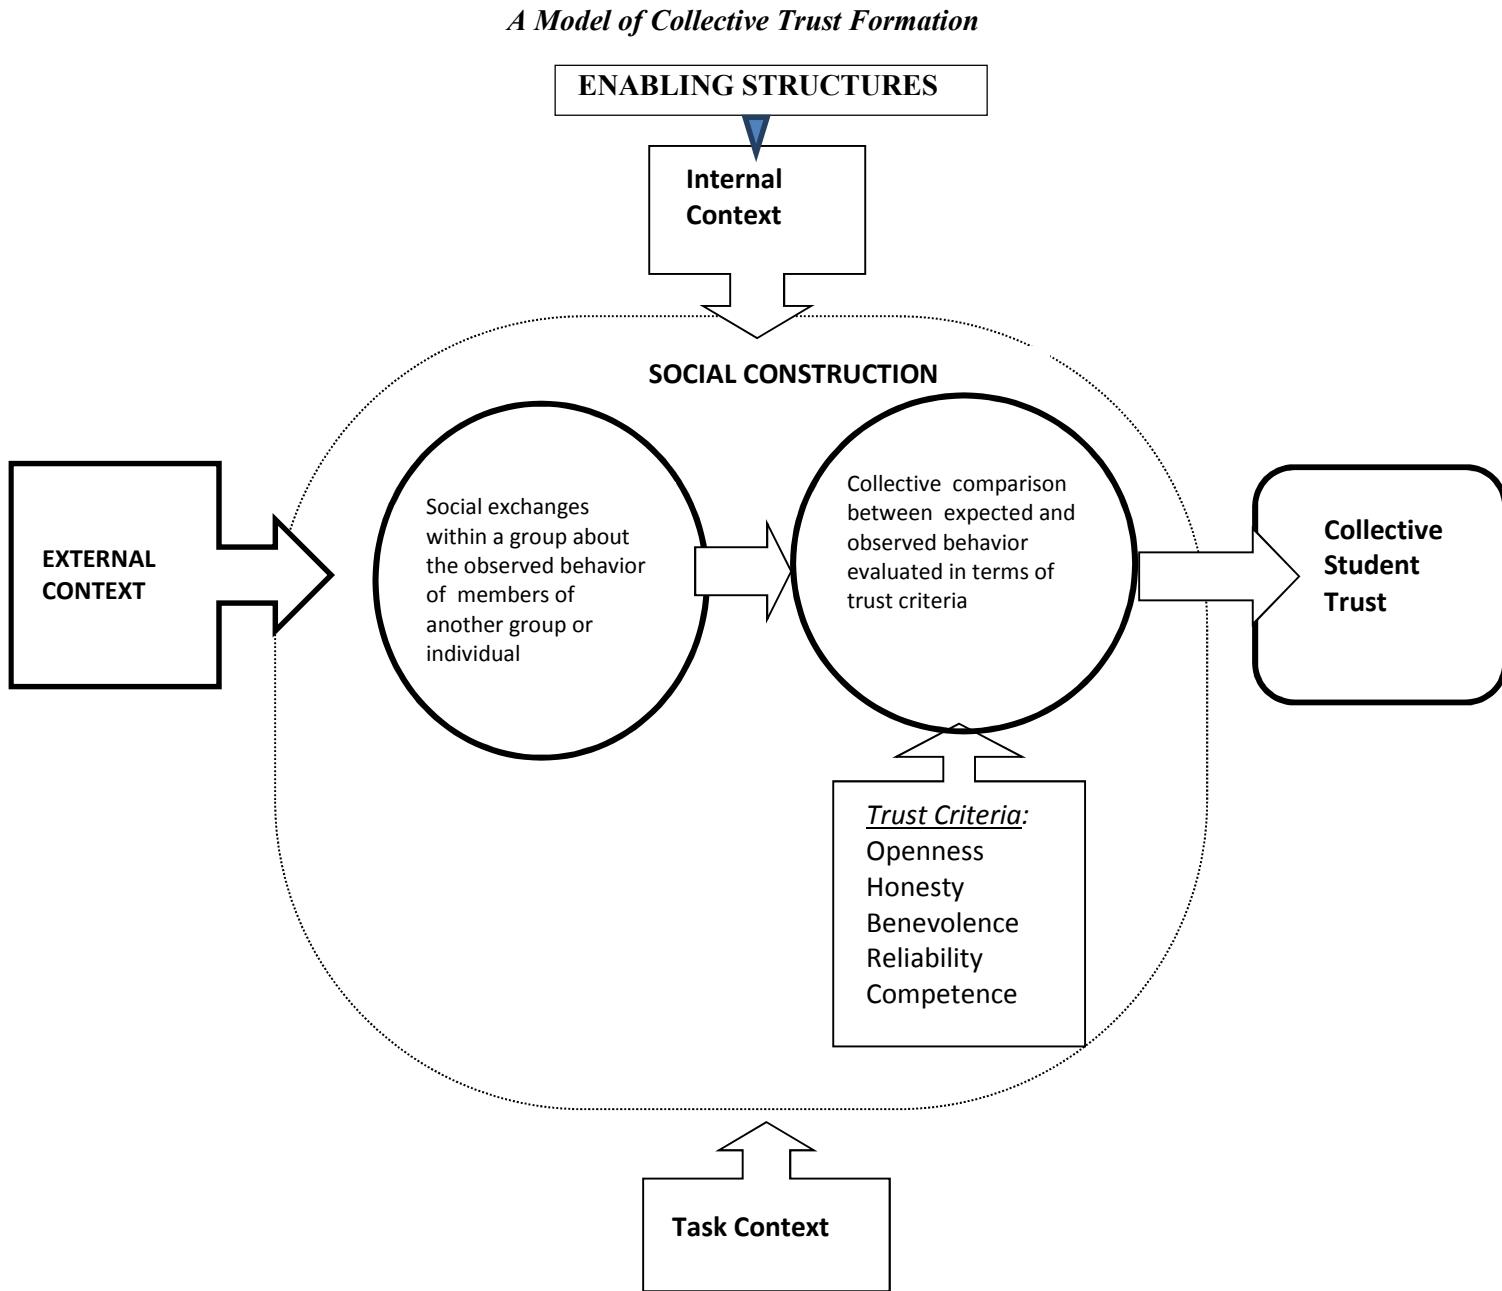 A Model of Collective Trust Formation
ENABLING STRUCTURES
Internal
Context
SOCIAL CONSTRUCTION
EXTERNAL
CONTEXT
Social exchanges
within a group about
the observed behavior
of members of
another group or
individual
Collective comparison
between expected and
observed behavior
evaluated in terms of
trust criteria
Collective
Student
Trust
Trust Criteria:
Openness
Honesty
Benevolence
Reliability
Competence
Task Context